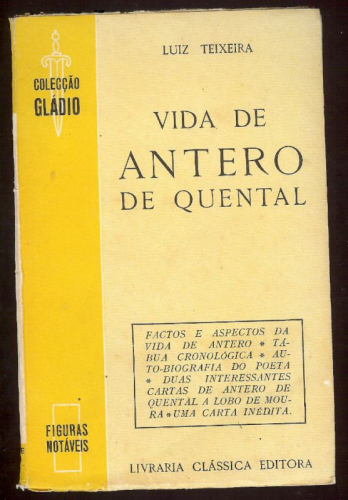 LUIZ TEIXEIRA
COLECÇÃO
GLÁDIO
VIDA DE
ANTERO
DE QUENTAL
FACTOS E ASPECTOS DA
VIDA DE ANTERO * TÁ-
BUA CRONOLÓGICA * AU-
TO-BIOGRAFIA DO POETA
* DUAS INTERESSANTES
CARTAS DE ANTERO DE
QUENTAL A LOBO DE MOU-
RA * UMA CARTA INÉDITA.
FIGURAS
NOTÁVEIS
LIVRARIA CLÁSSICA EDITORA